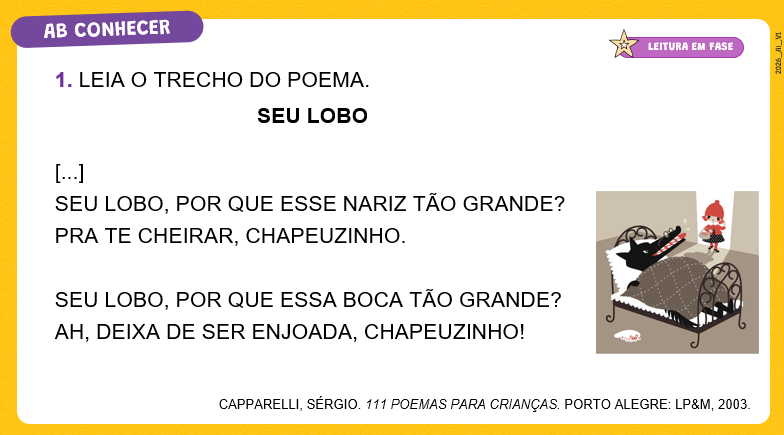 AB CONHECER
LEITURA EM FASE
2026_AI_V1
1. LEIA O TRECHO DO POEMA.
SEU LOBO
[...]
SEU LOBO, POR QUE ESSE NARIZ TÃO GRANDE?
PRA TE CHEIRAR, CHAPEUZINHO.
SEU LOBO, POR QUE ESSA BOCA TÃO GRANDE?
AH, DEIXA DE SER ENJOADA, CHAPEUZINHO!
CAPPARELLI, SÉRGIO. 111 POEMAS PARA CRIANÇAS. PORTO ALEGRE: LP&M, 2003.